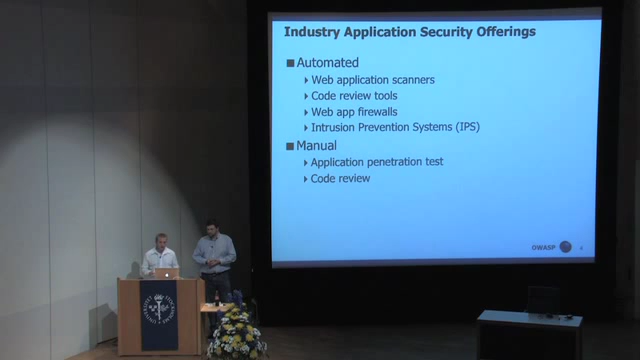 Industry Application Security Offerings
Automated
Web application scanners
Code review tools
Web app firewalls
Intrusion Prevention Systems (IPS)
Manual
Application penetration test
Code review
OWASP